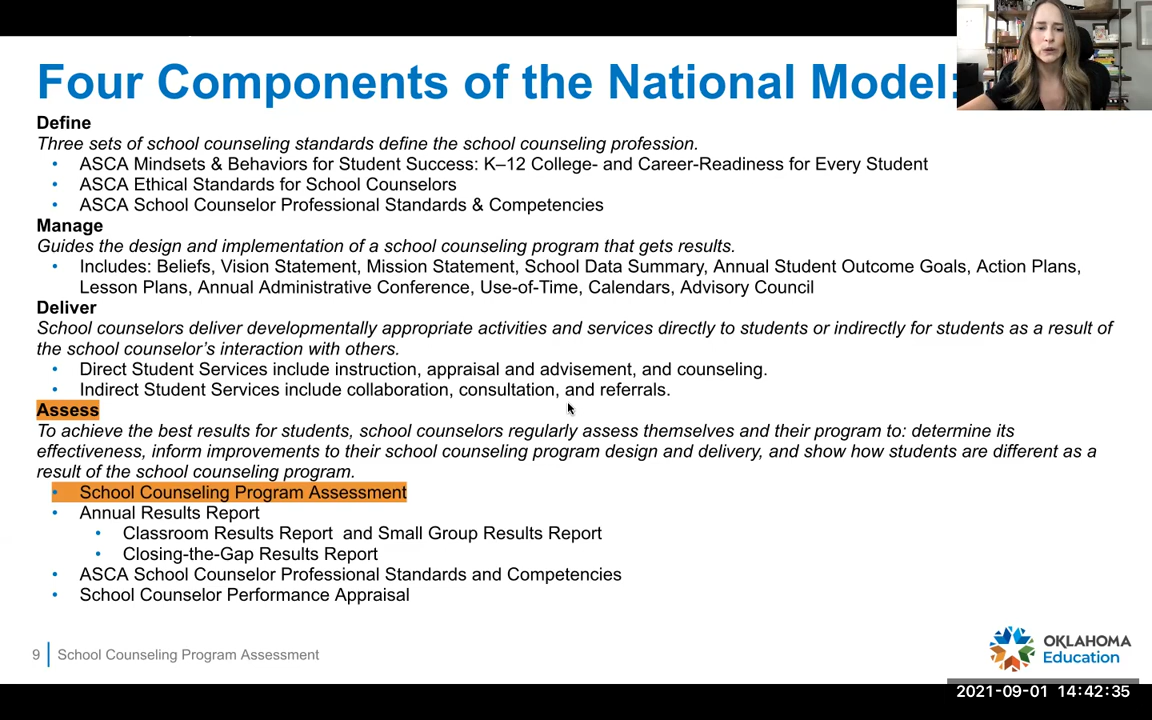 Four Components of the National Model:
Define
Three sets of school counseling standards define the school counseling profession.
• ASCA Mindsets & Behaviors for Student Success: K–12 College- and Career-Readiness for Every Student
• ASCA Ethical Standards for School Counselors
• ASCA School Counselor Professional Standards & Competencies
Manage
Guides the design and implementation of a school counseling program that gets results.
• Includes: Beliefs, Vision Statement, Mission Statement, School Data Summary, Annual Student Outcome Goals, Action Plans,
Lesson Plans, Annual Administrative Conference, Use-of-Time, Calendars, Advisory Council
Deliver
School counselors deliver developmentally appropriate activities and services directly to students or indirectly for students as a result of
the school counselor's interaction with others.
• Direct Student Services include instruction, appraisal and advisement, and counseling.
• Indirect Student Services include collaboration, consultation, and referrals.
Assess
To achieve the best results for students, school counselors regularly assess themselves and their program to: determine its
effectiveness, inform improvements to their school counseling program design and delivery, and show how students are different as a
result of the school counseling program.
• School Counseling Program Assessment
• Annual Results Report
• Classroom Results Report and Small Group Results Report
• Closing-the-Gap Results Report
• ASCA School Counselor Professional Standards and Competencies
• School Counselor Performance Appraisal
9 School Counseling Program Assessment
OKLAHOMA
Education
2021-09-01 14:42:35